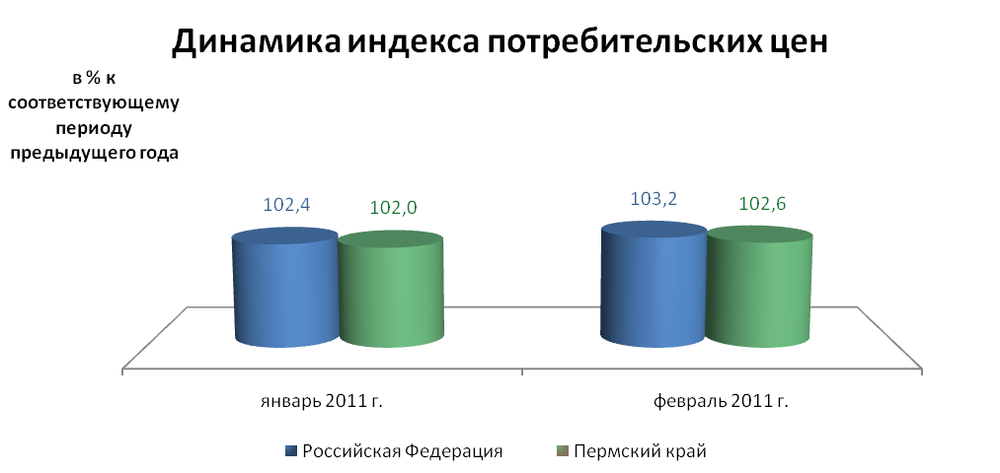 Динамика индекса потребительских цен
в % к
соответствующему
периоду
предыдущего года
102,4
102,0
103,2
102,6
январь 2011 г.
февраль 2011 г.
Российская Федерация
Пермский край